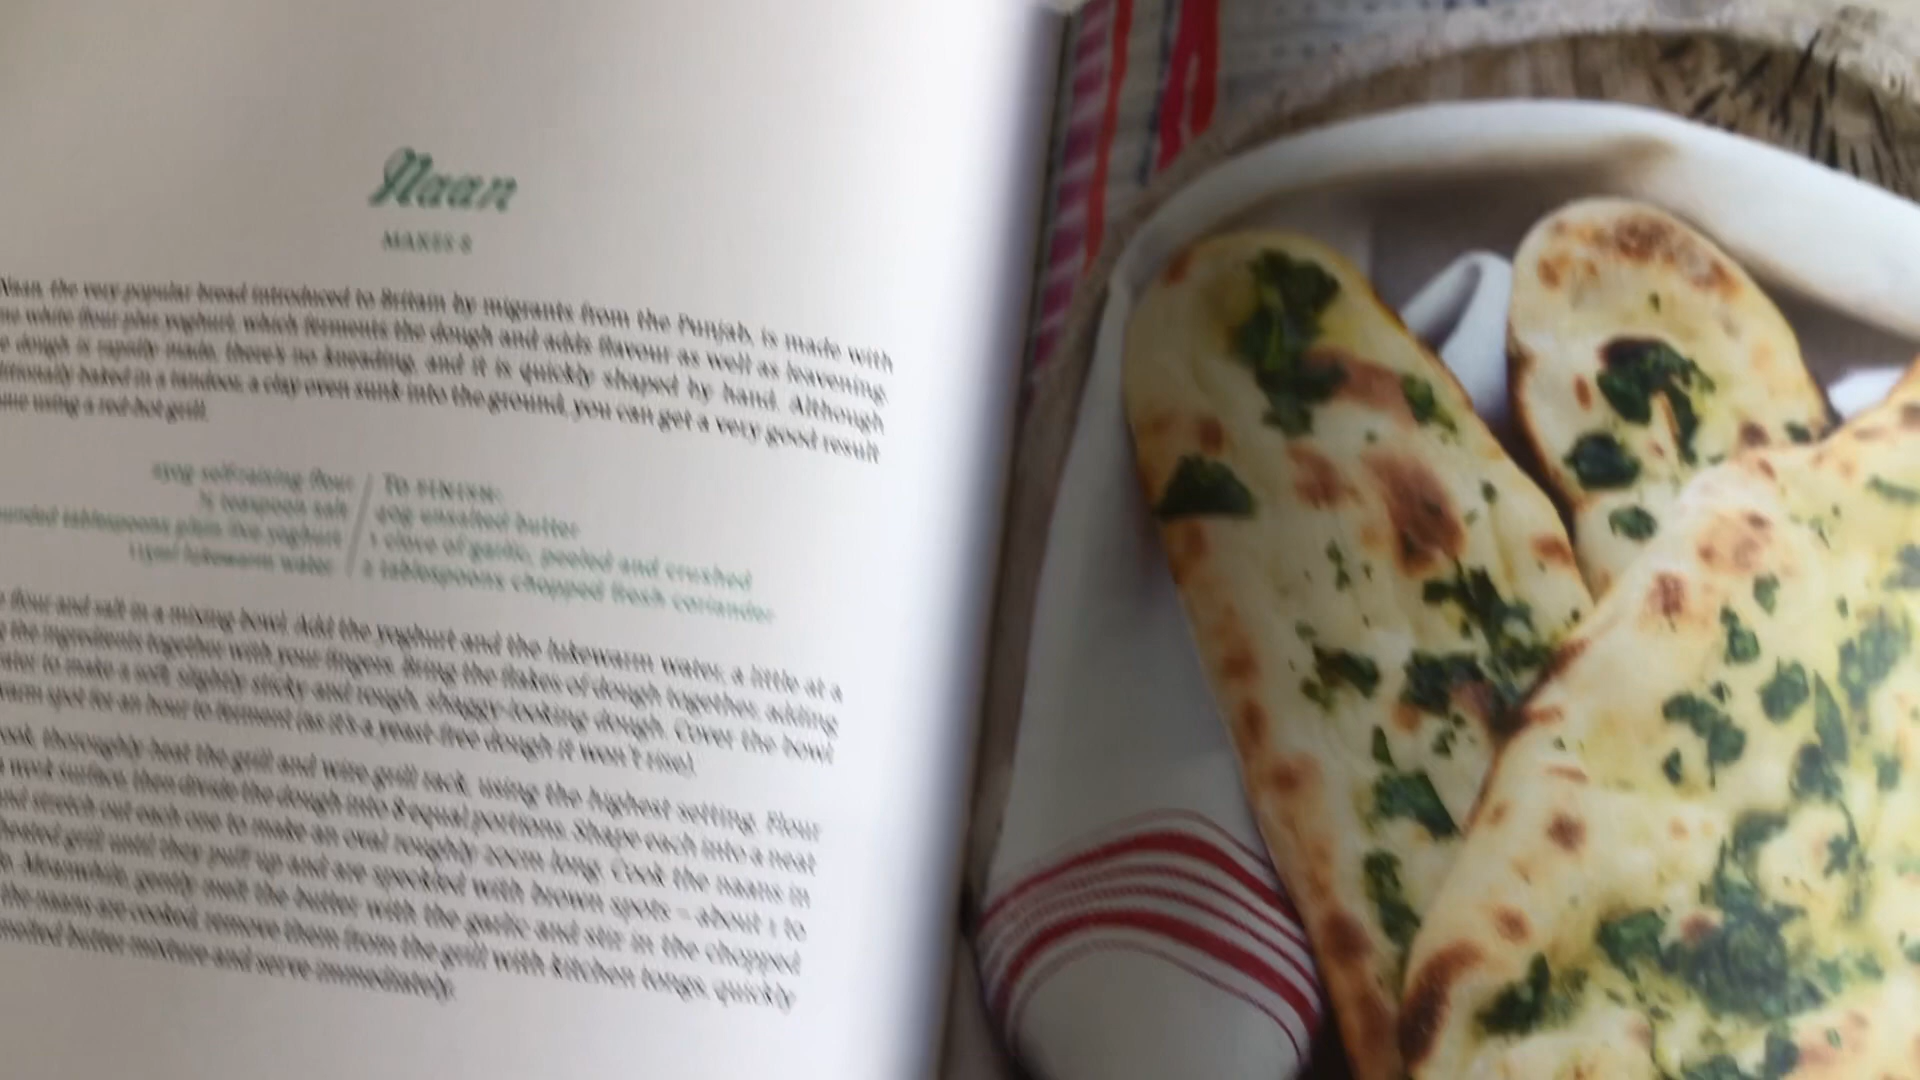 Naan
MAKES 8
Naan, the very popular bread introduced to Britain by migrants from the Punjab, is made with
white flour plus yoghurt, which ferments the dough and adds flavour as well as leavening.
dough is rapidly made, there's no kneading, and it is quickly shaped by hand. Although
baked in a tandoor, a clay oven sunk into the ground, you can get a very good result
using a red-hot grill.
self-raising flour
teaspoon salt
tablespoons plain live yoghurt
lukewarm water
TO FINISH:
unsalted butter
1 clove of garlic, peeled and crushed
2 tablespoons chopped fresh coriander
flour and salt in a mixing bowl. Add the yoghurt and the lukewarm water, a little at a
the ingredients together with your fingers. Bring the flakes of dough together, adding
to make a soft, slightly sticky and rough, shaggy-looking dough. Cover the bowl
warm spot for an hour to ferment (as it's a yeast-free dough it won't rise).
thoroughly heat the grill and wire grill rack, using the highest setting. Flour
work surface, then divide the dough into 8 equal portions. Shape each into a neat
and stretch out each one to make an oval roughly 20cm long. Cook the naans in
heated grill until they puff up and are speckled with brown spots – about 1 to
Meanwhile, gently melt the butter with the garlic and stir in the chopped
the naans are cooked, remove them from the grill with kitchen tongs, quickly
melted butter mixture and serve immediately.